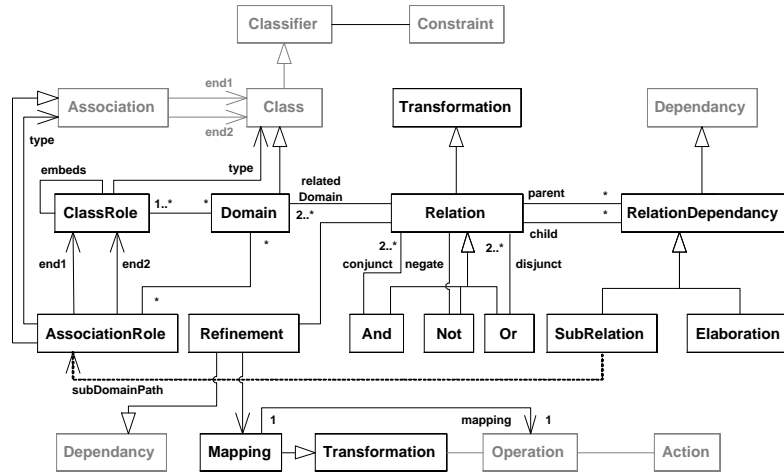 Classifier
Constraint
end1
Association
Class
Transformation
Dependancy
end2
type
embeds
type
related
Domain
parent
*
ClassRole
1..*
*
Domain
2..*
Relation
*
RelationDependancy
child
*
2..*
2..*
end1
end2
conjunct
negate
disjunct
*
AssociationRole
Refinement
And
Not
Or
SubRelation
Elaboration
subDomainPath
1
mapping
1
Dependancy
Mapping
Transformation
Operation
Action